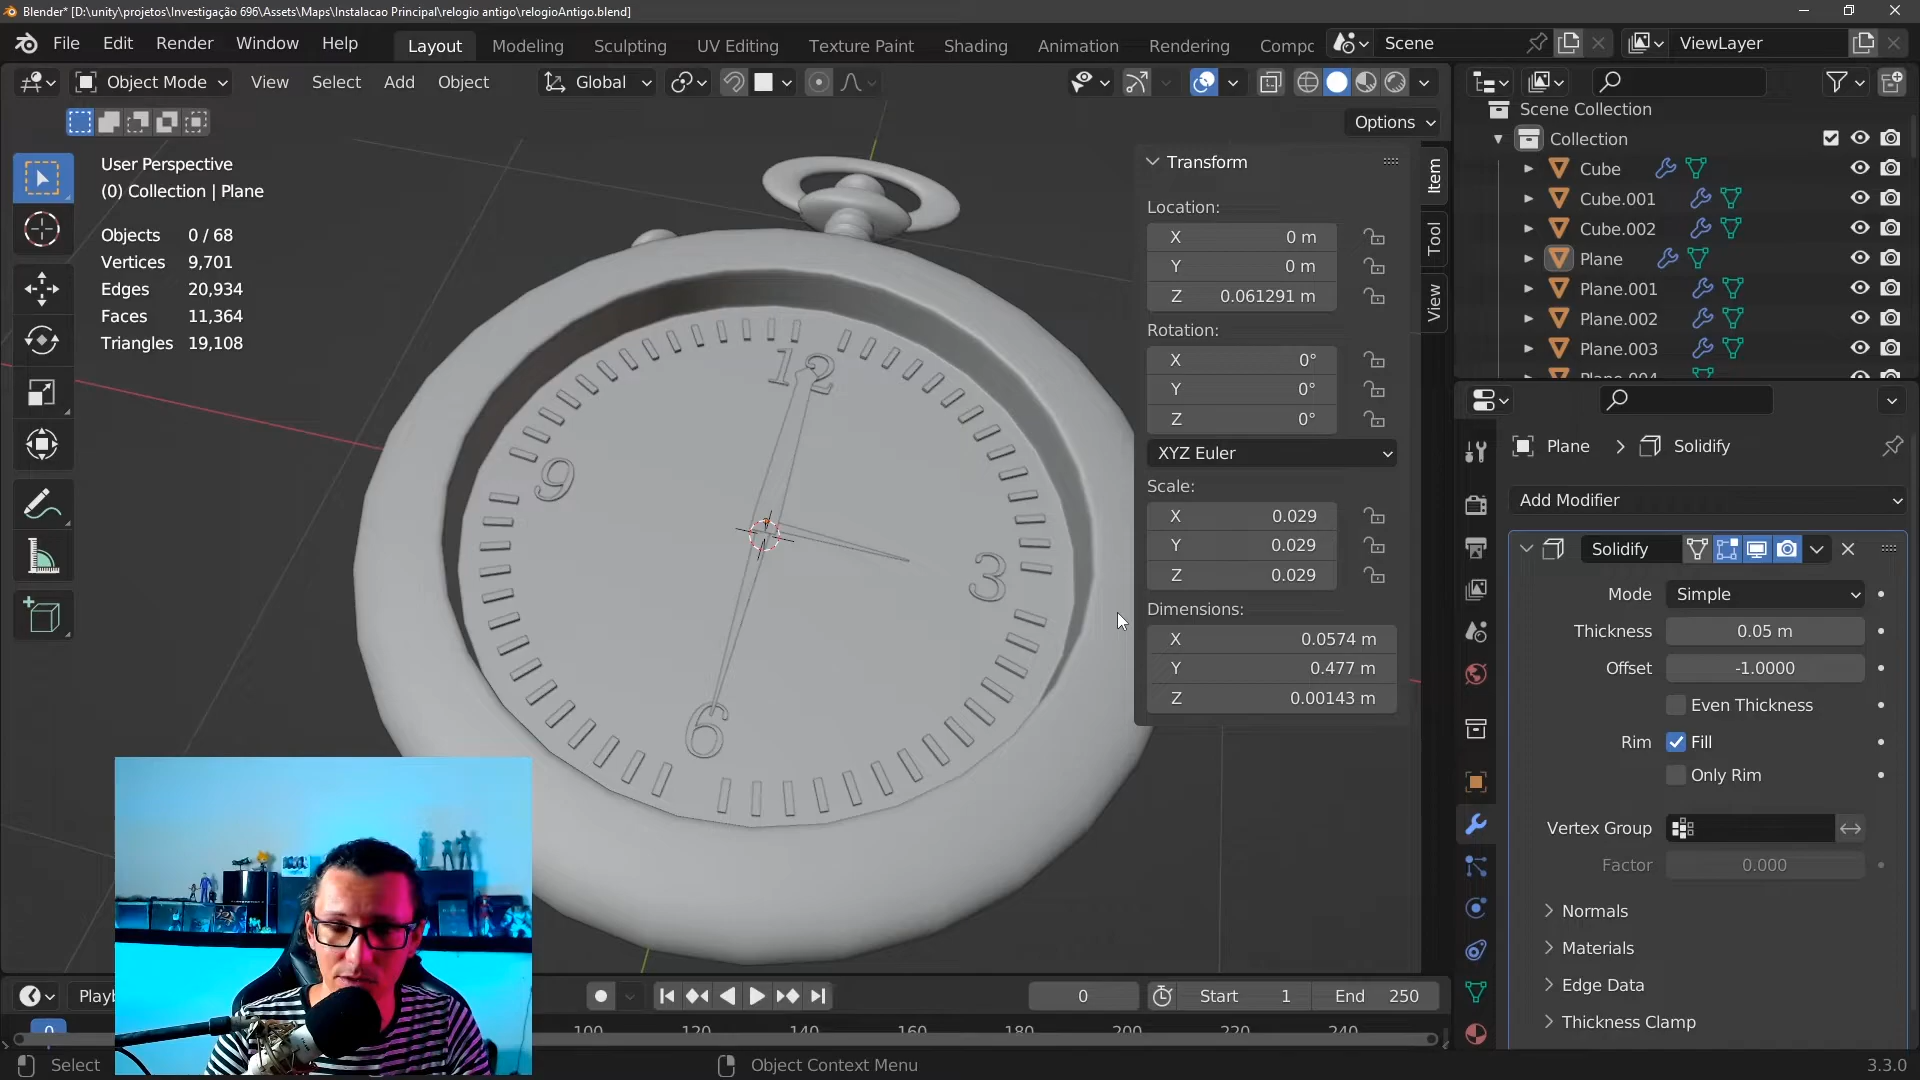 Blender* [D:\unity\projetos\Investigação 696\Assets\Maps\Instalacao Principal\relogio antigo\relogioAntigo.blend]
File Edit Render Window Help
Layout Modeling Sculpting UV Editing Texture Paint Shading Animation Rendering Compc
Scene
ViewLayer
Object Mode View Select Add Object
Global
Options
User Perspective
(0) Collection | Plane
Objects 0 / 68
Vertices 9,701
Edges 20,934
Faces 11,364
Triangles 19,108
12
9
3
6
Transform
Location:
X 0 m
Y 0 m
Z 0.061291 m
Rotation:
X 0°
Y 0°
Z 0°
XYZ Euler
Scale:
X 0.029
Y 0.029
Z 0.029
Dimensions:
X 0.0574 m
Y 0.477 m
Z 0.00143 m
Item
Tool
View
Scene Collection
Collection
Cube
Cube.001
Cube.002
Plane
Plane.001
Plane.002
Plane.003
Plane.004
Plane > Solidify
Add Modifier
Solidify
Mode Simple
Thickness 0.05 m
Offset -1.0000
Even Thickness
Rim Fill
Only Rim
Vertex Group
Factor 0.000
Normals
Materials
Edge Data
Thickness Clamp
Playb
0
Start 1
End 250
0
100 120 140 160 180 200 220 240
Select
Object Context Menu
3.3.0